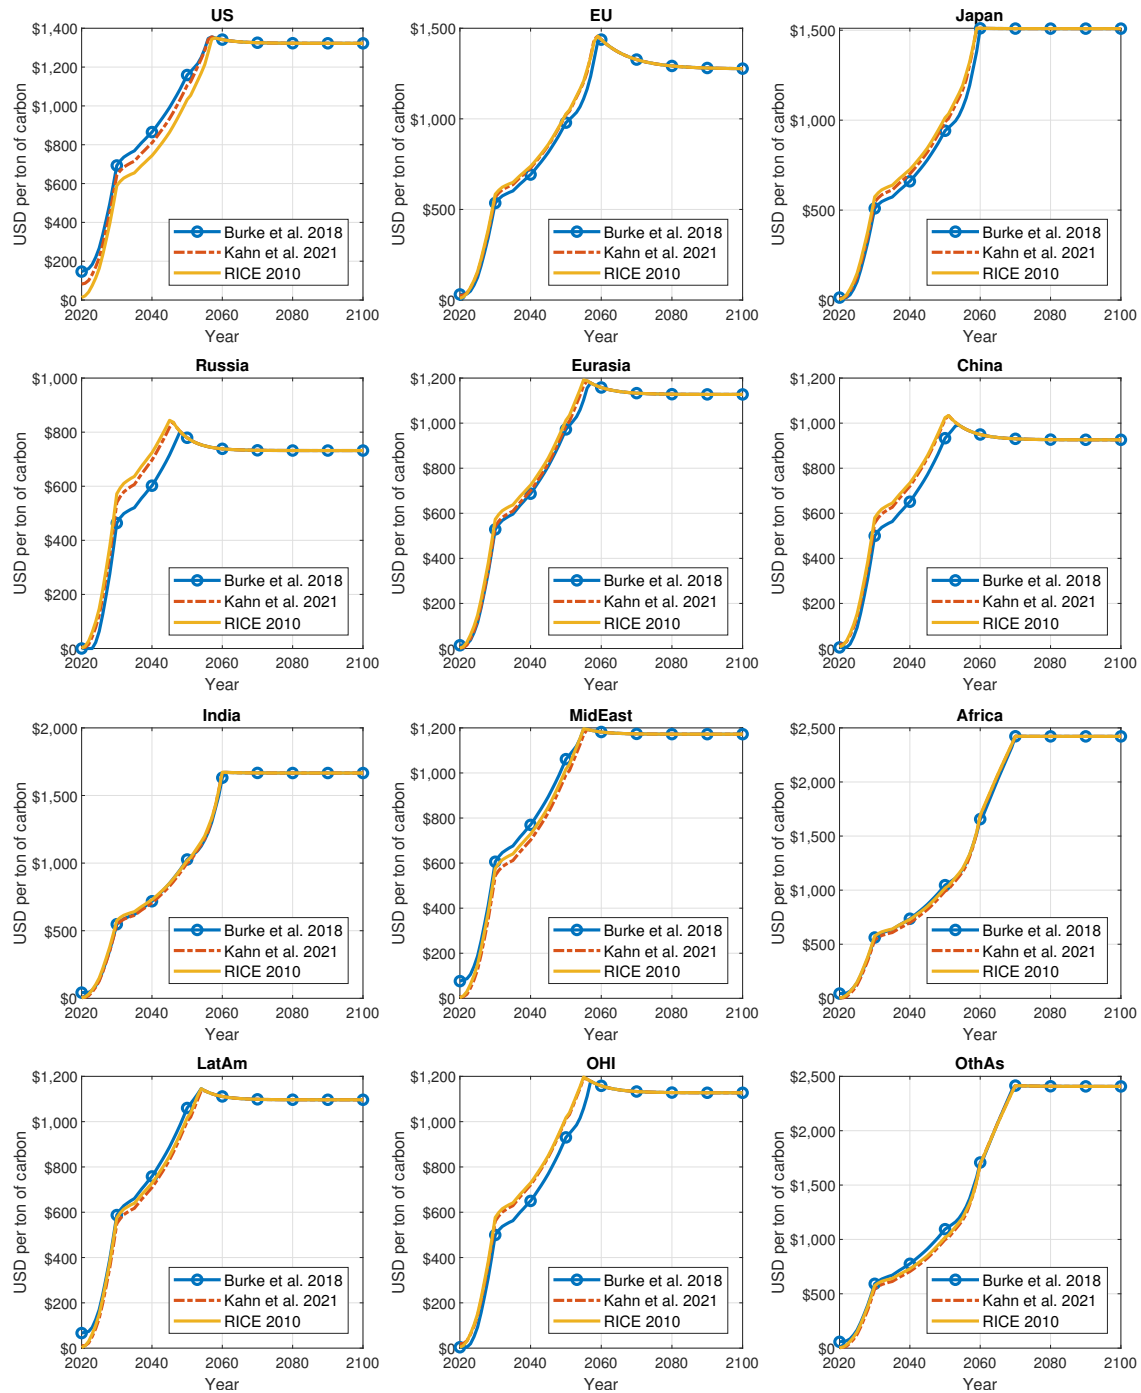 US
$1,400
$1,200
$1,000
$800
$600
$400
$200
$0
USD per ton of carbon
2020 2040 2060 2080 2100
Year
Burke et al. 2018
Kahn et al. 2021
RICE 2010
EU
$1,500
$1,000
$500
$0
USD per ton of carbon
2020 2040 2060 2080 2100
Year
Burke et al. 2018
Kahn et al. 2021
RICE 2010
Japan
$1,500
$1,000
$500
$0
USD per ton of carbon
2020 2040 2060 2080 2100
Year
Burke et al. 2018
Kahn et al. 2021
RICE 2010
Russia
$1,000
$800
$600
$400
$200
$0
USD per ton of carbon
2020 2040 2060 2080 2100
Year
Burke et al. 2018
Kahn et al. 2021
RICE 2010
Eurasia
$1,200
$1,000
$800
$600
$400
$200
$0
USD per ton of carbon
2020 2040 2060 2080 2100
Year
Burke et al. 2018
Kahn et al. 2021
RICE 2010
China
$1,200
$1,000
$800
$600
$400
$200
$0
USD per ton of carbon
2020 2040 2060 2080 2100
Year
Burke et al. 2018
Kahn et al. 2021
RICE 2010
India
$2,000
$1,500
$1,000
$500
$0
USD per ton of carbon
2020 2040 2060 2080 2100
Year
Burke et al. 2018
Kahn et al. 2021
RICE 2010
MidEast
$1,200
$1,000
$800
$600
$400
$200
$0
USD per ton of carbon
2020 2040 2060 2080 2100
Year
Burke et al. 2018
Kahn et al. 2021
RICE 2010
Africa
$2,500
$2,000
$1,500
$1,000
$500
$0
USD per ton of carbon
2020 2040 2060 2080 2100
Year
Burke et al. 2018
Kahn et al. 2021
RICE 2010
LatAm
$1,200
$1,000
$800
$600
$400
$200
$0
USD per ton of carbon
2020 2040 2060 2080 2100
Year
Burke et al. 2018
Kahn et al. 2021
RICE 2010
OHI
$1,200
$1,000
$800
$600
$400
$200
$0
USD per ton of carbon
2020 2040 2060 2080 2100
Year
Burke et al. 2018
Kahn et al. 2021
RICE 2010
OthAs
$2,500
$2,000
$1,500
$1,000
$500
$0
USD per ton of carbon
2020 2040 2060 2080 2100
Year
Burke et al. 2018
Kahn et al. 2021
RICE 2010